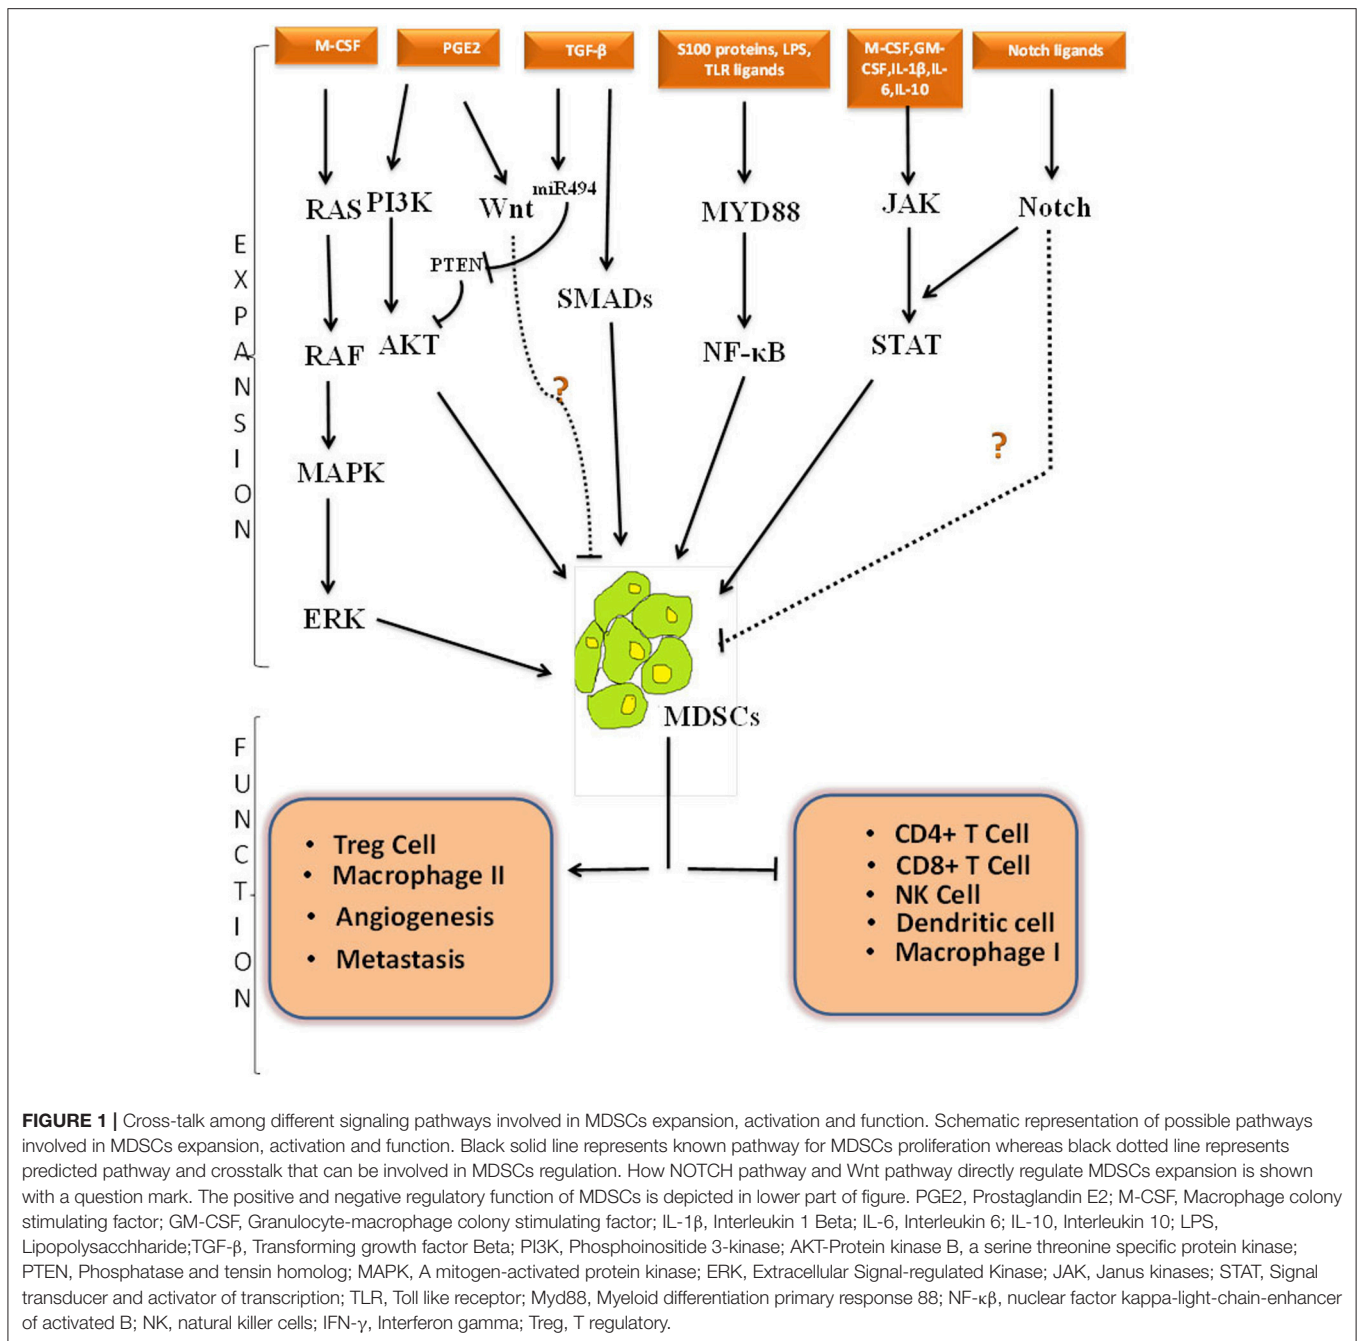 M-CSF
PGE2
TGF-β
S100 proteins, LPS,
TLR ligands
M-CSF,GM-
CSF,IL-1β,IL-
6,IL-10
Notch ligands
RAS
PI3K
Wnt
miR494
MYD88
JAK
Notch
PTEN
SMADs
RAF
AKT
NF-κB
STAT
?
?
MAPK
ERK
MDSCs
E
X
P
A
N
S
I
O
N
F
U
N
C
T
I
O
N
• Treg Cell
• Macrophage II
• Angiogenesis
• Metastasis
• CD4+ T Cell
• CD8+ T Cell
• NK Cell
• Dendritic cell
• Macrophage I
FIGURE 1 | Cross-talk among different signaling pathways involved in MDSCs expansion, activation and function. Schematic representation of possible pathways
involved in MDSCs expansion, activation and function. Black solid line represents known pathway for MDSCs proliferation whereas black dotted line represents
predicted pathway and crosstalk that can be involved in MDSCs regulation. How NOTCH pathway and Wnt pathway directly regulate MDSCs expansion is shown
with a question mark. The positive and negative regulatory function of MDSCs is depicted in lower part of figure. PGE2, Prostaglandin E2; M-CSF, Macrophage colony
stimulating factor; GM-CSF, Granulocyte-macrophage colony stimulating factor; IL-1β, Interleukin 1 Beta; IL-6, Interleukin 6; IL-10, Interleukin 10; LPS,
Lipopolysacchharide;TGF-β, Transforming growth factor Beta; PI3K, Phosphoinositide 3-kinase; AKT-Protein kinase B, a serine threonine specific protein kinase;
PTEN, Phosphatase and tensin homolog; MAPK, A mitogen-activated protein kinase; ERK, Extracellular Signal-regulated Kinase; JAK, Janus kinases; STAT, Signal
transducer and activator of transcription; TLR, Toll like receptor; Myd88, Myeloid differentiation primary response 88; NF-κβ, nuclear factor kappa-light-chain-enhancer
of activated B; NK, natural killer cells; IFN-γ, Interferon gamma; Treg, T regulatory.